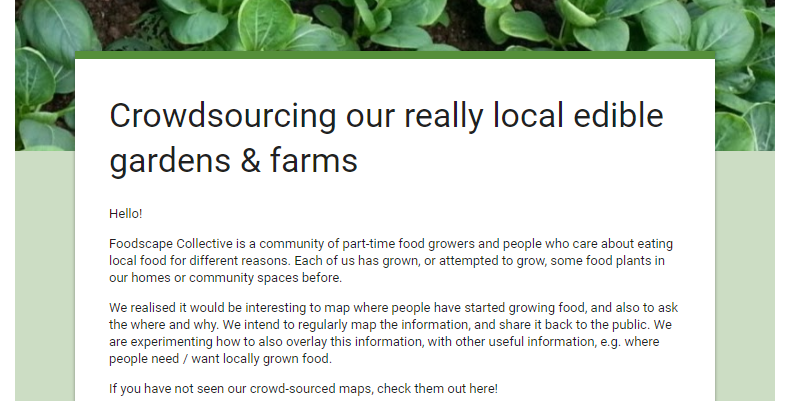 Crowdsourcing our really local edible
gardens & farms
Hello!
Foodscape Collective is a community of part-time food growers and people who care about eating
local food for different reasons. Each of us has grown, or attempted to grow, some food plants in
our homes or community spaces before.
We realised it would be interesting to map where people have started growing food, and also to ask
the where and why. We intend to regularly map the information, and share it back to the public. We
are experimenting how to also overlay this information, with other useful information, e.g. where
people need / want locally grown food.
If you have not seen our crowd-sourced maps, check them out here!